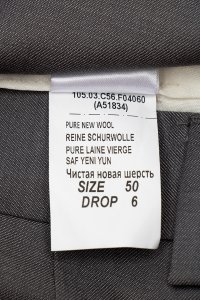 105.03.C56.F04060
(A51834)
PURE NEW WOOL
REINE SCHURWOLLE
PURE LAINE VIERGE
SAF YENI YUN
Чистая новая шерсть
SIZE 50
DROP 6